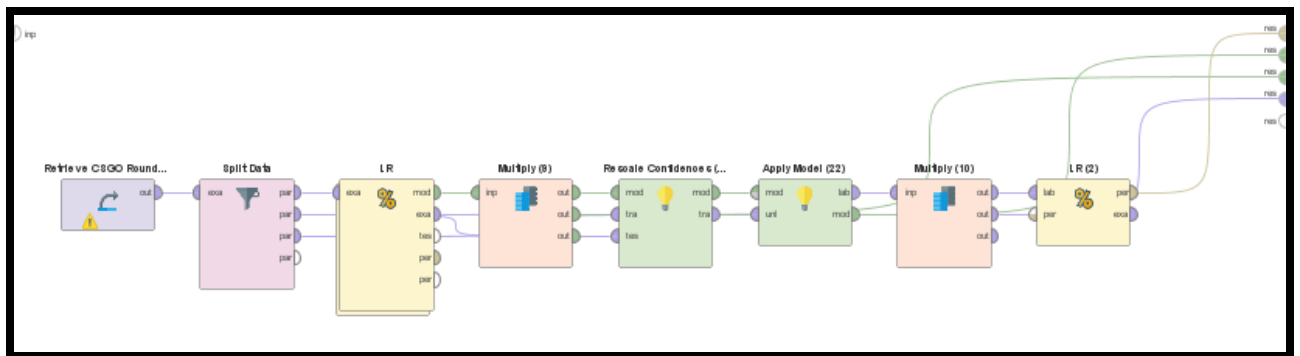 inp
res
res
res
res
res
Retrieve CSGO Round...
Split Data
LR
Multiply (9)
Rescale Confidences (...
Apply Model (22)
Multiply (10)
LR (2)
out
exa par
par
par
par
exa mod
exa
tes
per
per
inp out
out
out
mod mod
tra tra
tes
mod lab
unl mod
inp out
out
out
lab per
per exa